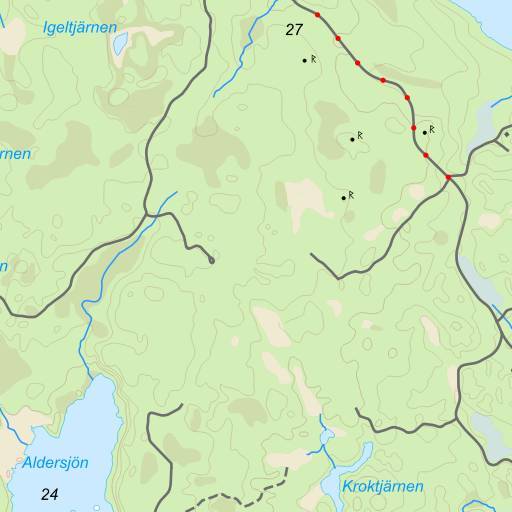 Igeltjärnen
27
ᚱ
ᚱ
ᚱ
rnen
ᚱ
n
Aldersjön
24
Kroktjärnen